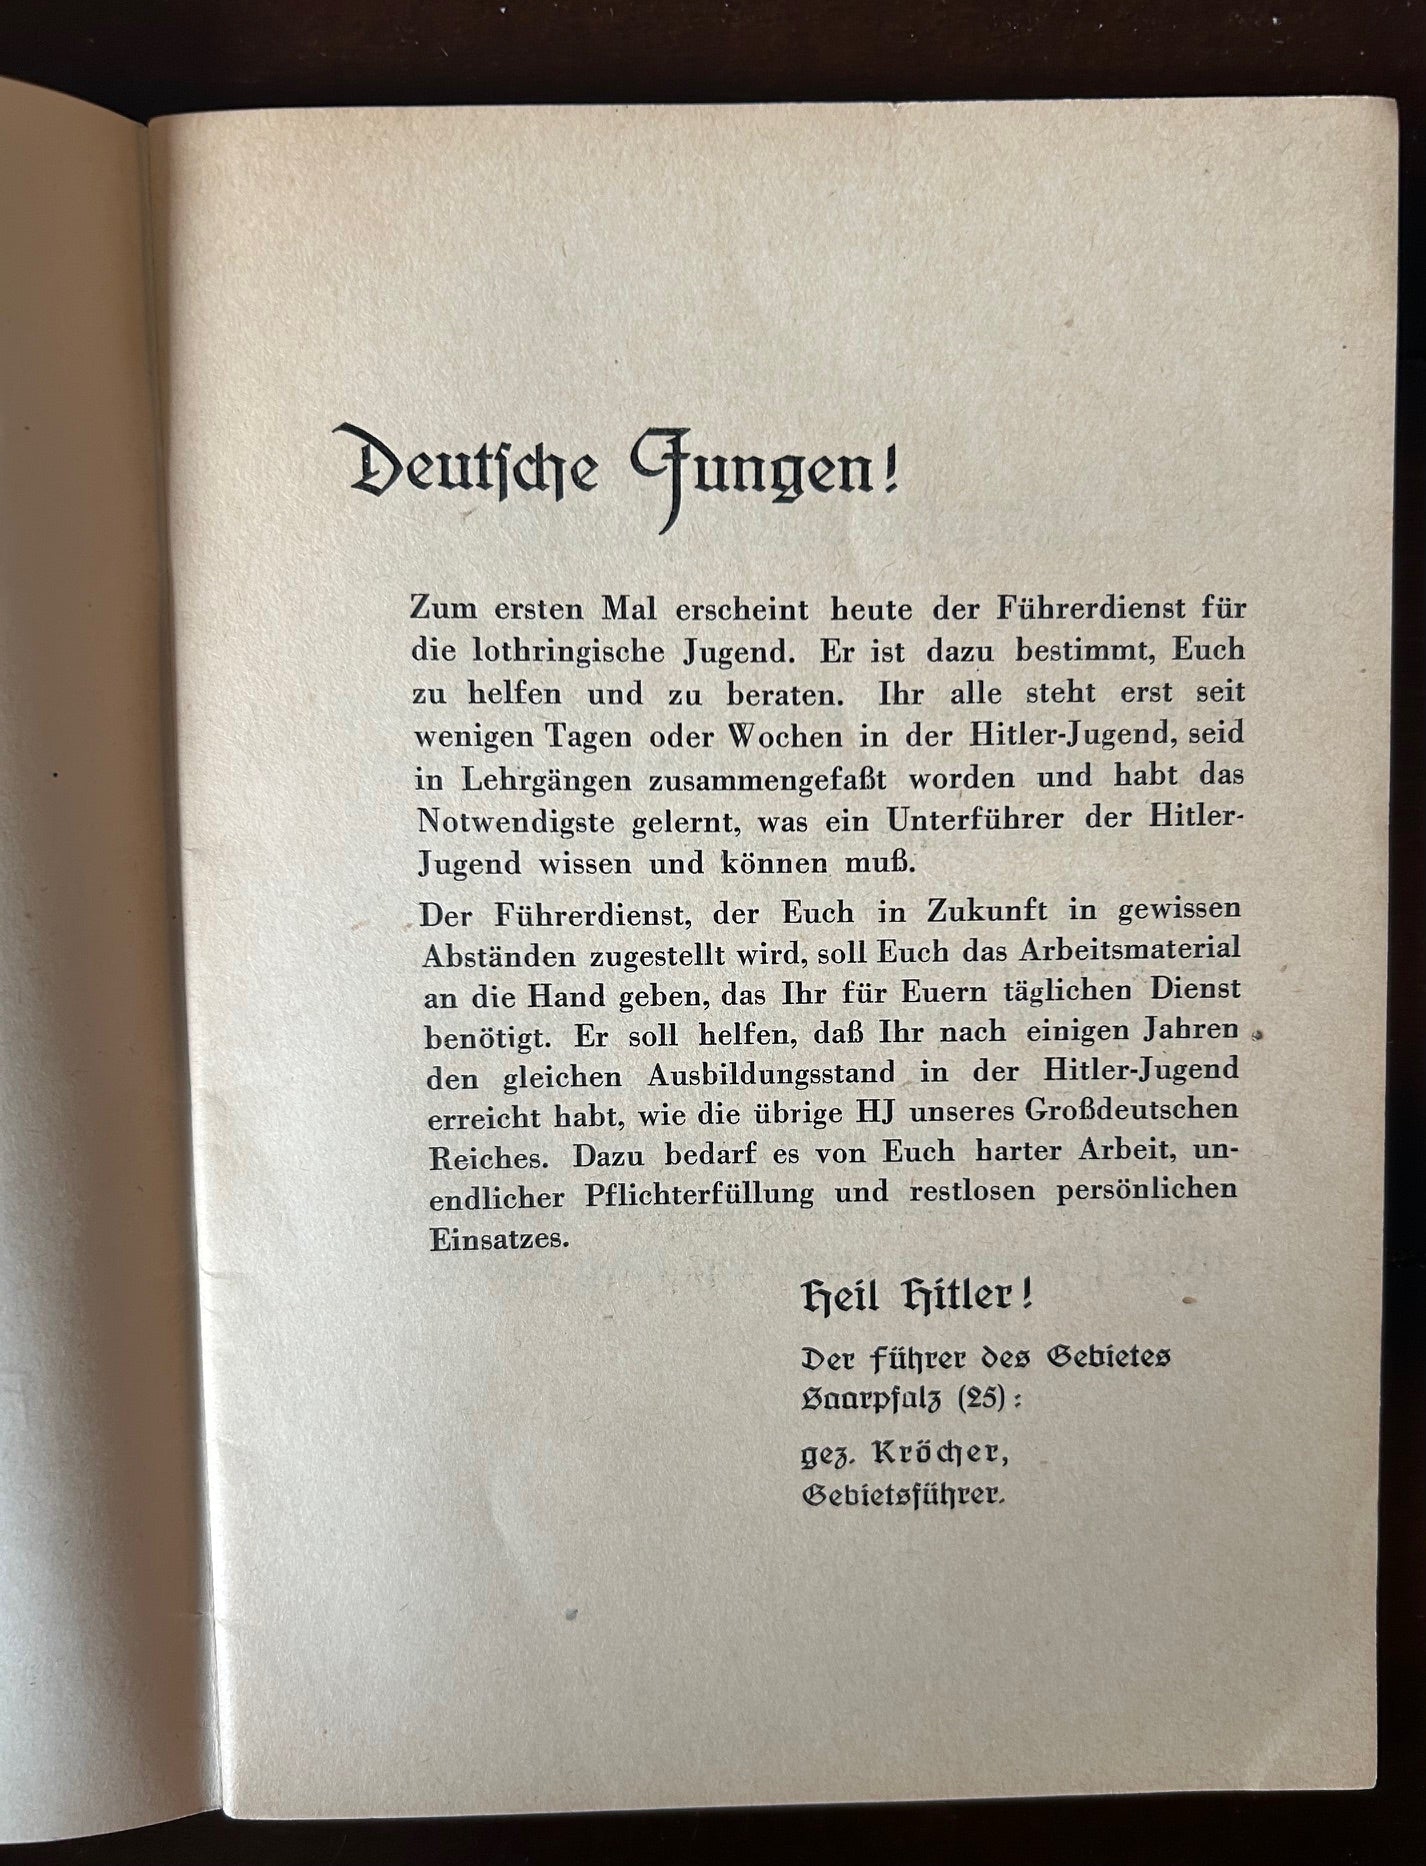 Deutsche Jungen!
Zum ersten Mal erscheint heute der Führerdienst für
die lothringische Jugend. Er ist dazu bestimmt, Euch
zu helfen und zu beraten. Ihr alle steht erst seit
wenigen Tagen oder Wochen in der Hitler-Jugend, seid
in Lehrgängen zusammengefaßt worden und habt das
Notwendigste gelernt, was ein Unterführer der Hitler-
Jugend wissen und können muß.
Der Führerdienst, der Euch in Zukunft in gewissen
Abständen zugestellt wird, soll Euch das Arbeitsmaterial
an die Hand geben, das Ihr für Euern täglichen Dienst
benötigt. Er soll helfen, daß Ihr nach einigen Jahren
den gleichen Ausbildungsstand in der Hitler-Jugend
erreicht habt, wie die übrige HJ unseres Großdeutschen
Reiches. Dazu bedarf es von Euch harter Arbeit, un-
endlicher Pflichterfüllung und restlosen persönlichen
Einsatzes.
Heil Hitler!
Der Führer des Gebietes
Saarpfalz (25):
gez. Kröcher,
Gebietsführer.